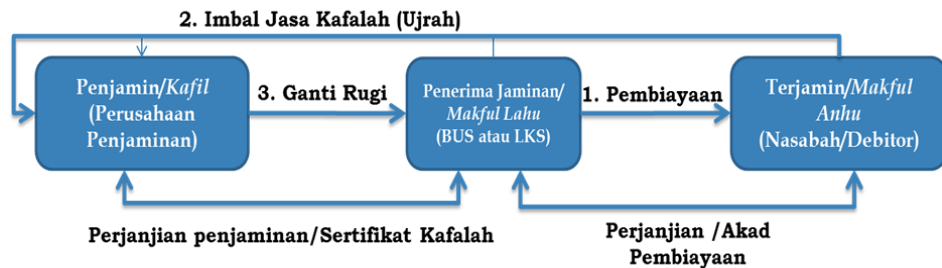 2. Imbal Jasa Kafalah (Ujrah)
Penjamin/Kafil
(Perusahaan
Penjaminan)
3. Ganti Rugi
Penerima Jaminan/
Makful Lahu
(BUS atau LKS)
1. Pembiayaan
Terjamin/Makful
Anhu
(Nasabah/Debitor)
Perjanjian penjaminan/Sertifikat Kafalah
Perjanjian /Akad
Pembiayaan